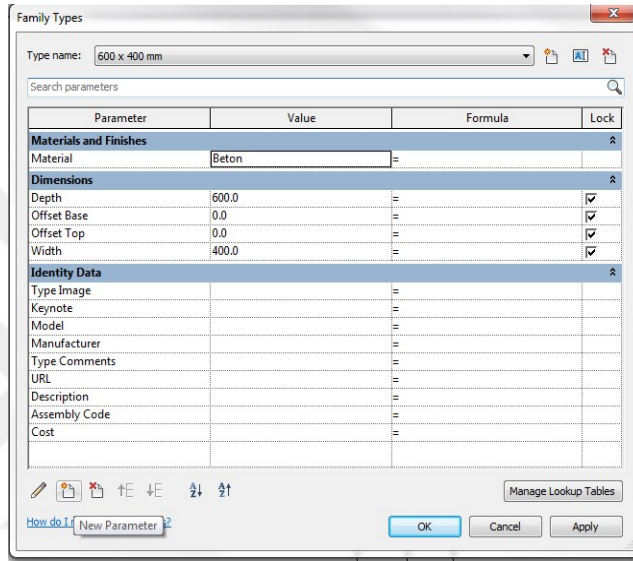 Family Types
Type name: 600 x 400 mm
Search parameters
Parameter Value Formula Lock
Materials and Finishes
Material Beton =
Dimensions
Depth 600.0 =
Offset Base 0.0 =
Offset Top 0.0 =
Width 400.0 =
Identity Data
Type Image =
Keynote =
Model =
Manufacturer =
Type Comments =
URL =
Description =
Assembly Code =
Cost =
Manage Lookup Tables
How do I New Parameter ?
OK Cancel Apply